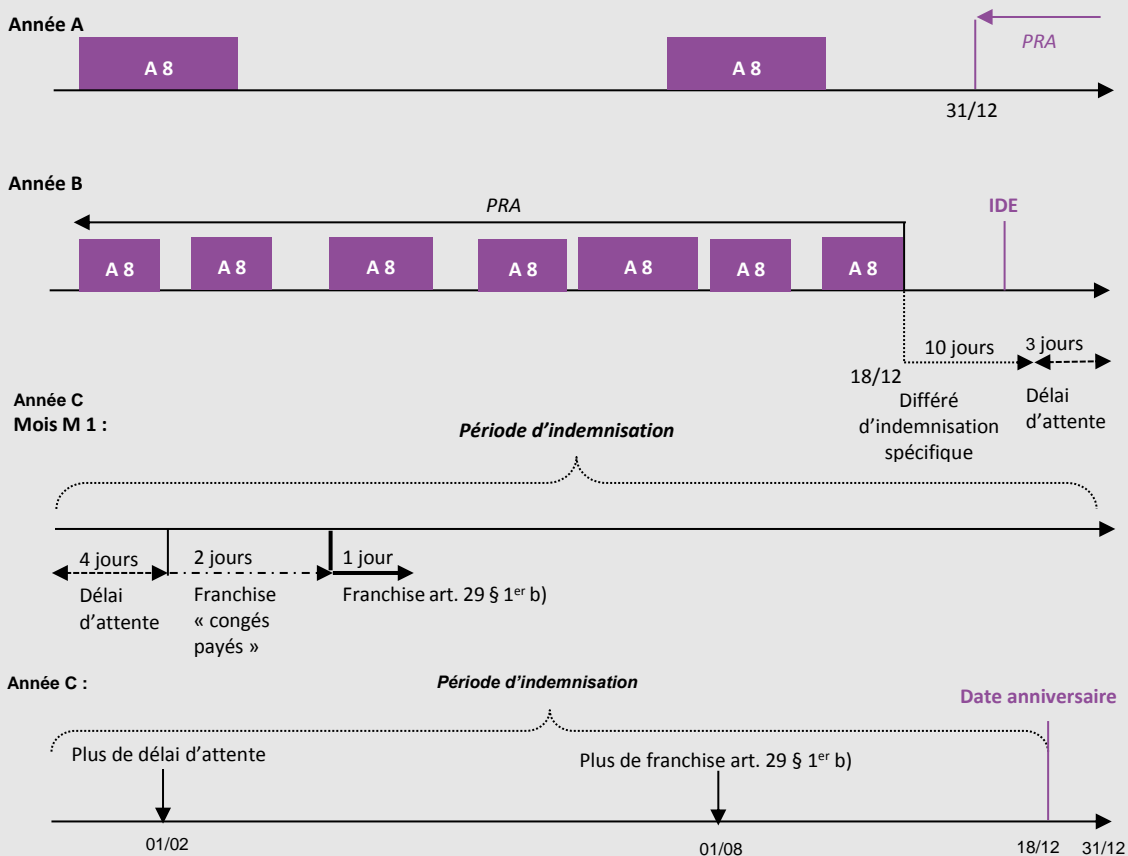 Année A
PRA
A 8
A 8
31/12
Année B
PRA
IDE
A 8
A 8
A 8
A 8
A 8
A 8
A 8
10 jours
3 jours
18/12
Différé
d'indemnisation
spécifique
Délai
d'attente
Année C
Mois M 1 :
Période d'indemnisation
4 jours
2 jours
1 jour
Délai
d'attente
Franchise
« congés
payés »
Franchise art. 29 § 1er b)
Année C :
Période d'indemnisation
Date anniversaire
Plus de délai d'attente
Plus de franchise art. 29 § 1er b)
01/02
01/08
18/12
31/12